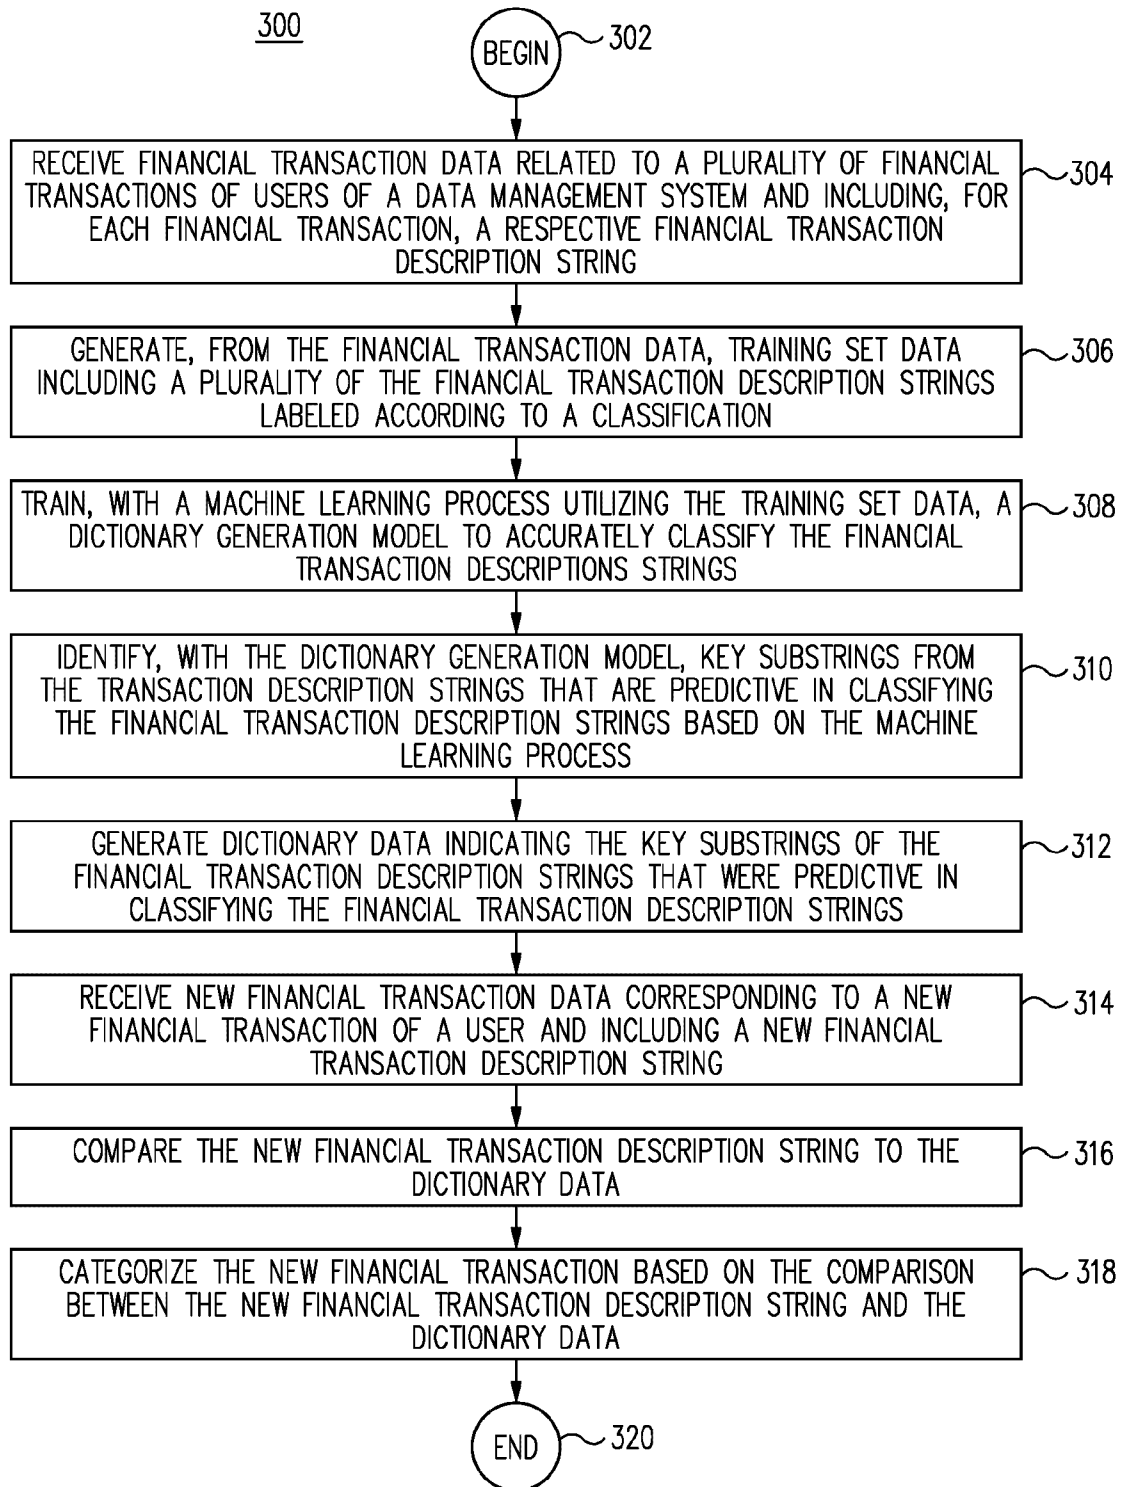 300
BEGIN
302
RECEIVE FINANCIAL TRANSACTION DATA RELATED TO A PLURALITY OF FINANCIAL
TRANSACTIONS OF USERS OF A DATA MANAGEMENT SYSTEM AND INCLUDING, FOR
EACH FINANCIAL TRANSACTION, A RESPECTIVE FINANCIAL TRANSACTION
DESCRIPTION STRING
304
GENERATE, FROM THE FINANCIAL TRANSACTION DATA, TRAINING SET DATA
INCLUDING A PLURALITY OF THE FINANCIAL TRANSACTION DESCRIPTION STRINGS
LABELED ACCORDING TO A CLASSIFICATION
306
TRAIN, WITH A MACHINE LEARNING PROCESS UTILIZING THE TRAINING SET DATA, A
DICTIONARY GENERATION MODEL TO ACCURATELY CLASSIFY THE FINANCIAL
TRANSACTION DESCRIPTIONS STRINGS
308
IDENTIFY, WITH THE DICTIONARY GENERATION MODEL, KEY SUBSTRINGS FROM
THE TRANSACTION DESCRIPTION STRINGS THAT ARE PREDICTIVE IN CLASSIFYING
THE FINANCIAL TRANSACTION DESCRIPTION STRINGS BASED ON THE MACHINE
LEARNING PROCESS
310
GENERATE DICTIONARY DATA INDICATING THE KEY SUBSTRINGS OF THE
FINANCIAL TRANSACTION DESCRIPTION STRINGS THAT WERE PREDICTIVE IN
CLASSIFYING THE FINANCIAL TRANSACTION DESCRIPTION STRINGS
312
RECEIVE NEW FINANCIAL TRANSACTION DATA CORRESPONDING TO A NEW
FINANCIAL TRANSACTION OF A USER AND INCLUDING A NEW FINANCIAL
TRANSACTION DESCRIPTION STRING
314
COMPARE THE NEW FINANCIAL TRANSACTION DESCRIPTION STRING TO THE
DICTIONARY DATA
316
CATEGORIZE THE NEW FINANCIAL TRANSACTION BASED ON THE COMPARISON
BETWEEN THE NEW FINANCIAL TRANSACTION DESCRIPTION STRING AND THE
DICTIONARY DATA
318
END
320